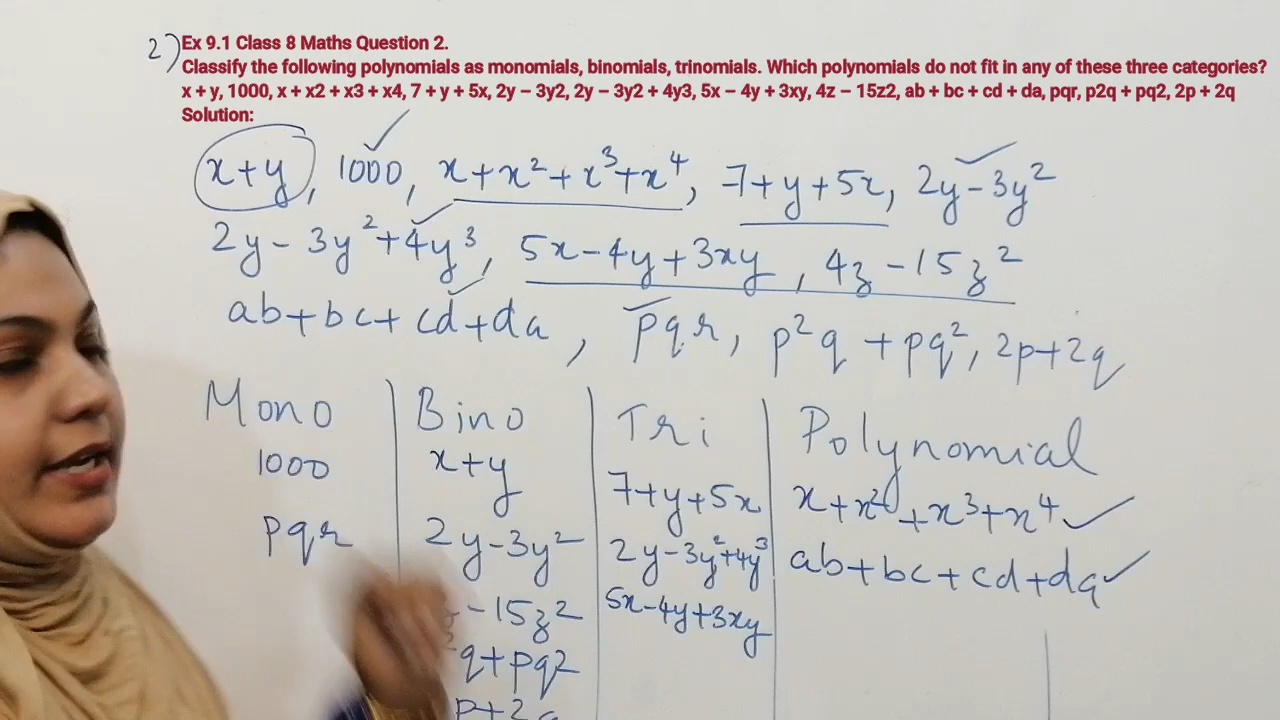 2)
Ex 9.1 Class 8 Maths Question 2.
Classify the following polynomials as monomials, binomials, trinomials. Which polynomials do not fit in any of these three categories?
x + y, 1000, x + x2 + x3 + x4, 7 + y + 5x, 2y – 3y2, 2y – 3y2 + 4y3, 5x – 4y + 3xy, 4z – 15z2, ab + bc + cd + da, pqr, p2q + pq2, 2p + 2q
Solution:
x+y, 1000, x+x²+x³+x⁴, 7+y+5x, 2y-3y²
2y-3y²+4y³, 5x-4y+3xy, 4z-15z²
ab+bc+cd+da, pqr, p²q+pq², 2p+2q
Mono Bino Tri Polynomial
1000 x+y 7+y+5x x+x²+x³+x⁴
pqr 2y-3y² 2y-3y²+4y³ ab+bc+cd+da
-15z² 5x-4y+3xy
q+pq2
p+2q